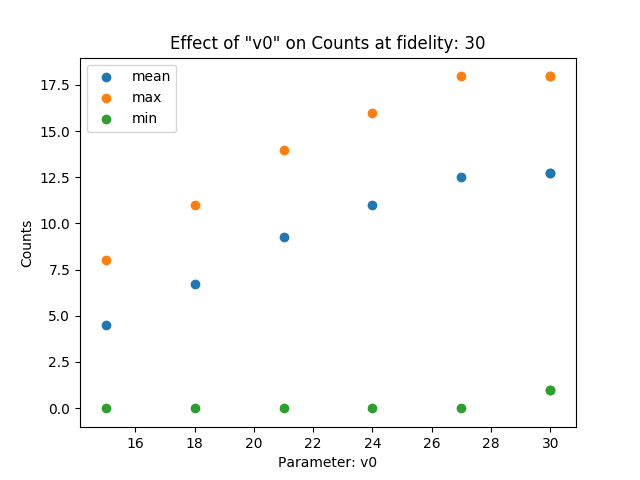 Effect of "v0" on Counts at fidelity: 30
mean
max
min
17.5
15.0
12.5
10.0
7.5
5.0
2.5
0.0
Counts
16 18 20 22 24 26 28 30
Parameter: v0